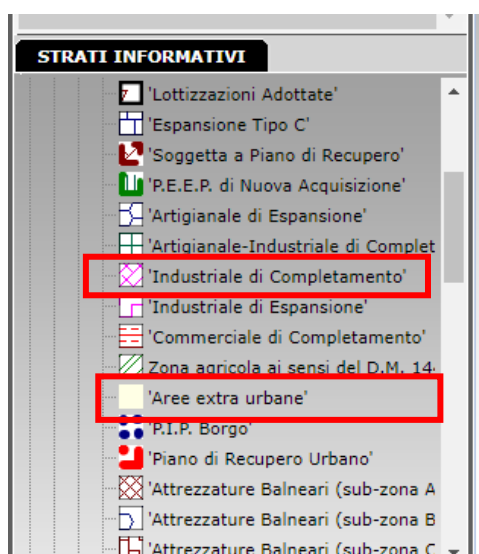 STRATI INFORMATIVI
'Lottizzazioni Adottate'
'Espansione Tipo C'
'Soggetta a Piano di Recupero'
'P.E.E.P. di Nuova Acquisizione'
'Artigianale di Espansione'
'Artigianale-Industriale di Complet
'Industriale di Completamento'
'Industriale di Espansione'
'Commerciale di Completamento'
Zona agricola ai sensi del D.M. 14
'Aree extra urbane'
'P.I.P. Borgo'
'Piano di Recupero Urbano'
'Attrezzature Balneari (sub-zona A
'Attrezzature Balneari (sub-zona B
'Attrezzature Balneari (sub-zona C